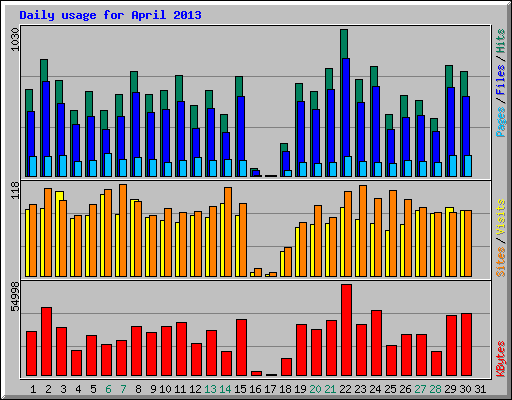 Daily usage for April 2013
1030
Pages / Files / Hits
118
Sites / Visits
54998
KBytes
1 2 3 4 5 6 7 8 9 10 11 12 13 14 15 16 17 18 19 20 21 22 23 24 25 26 27 28 29 30 31